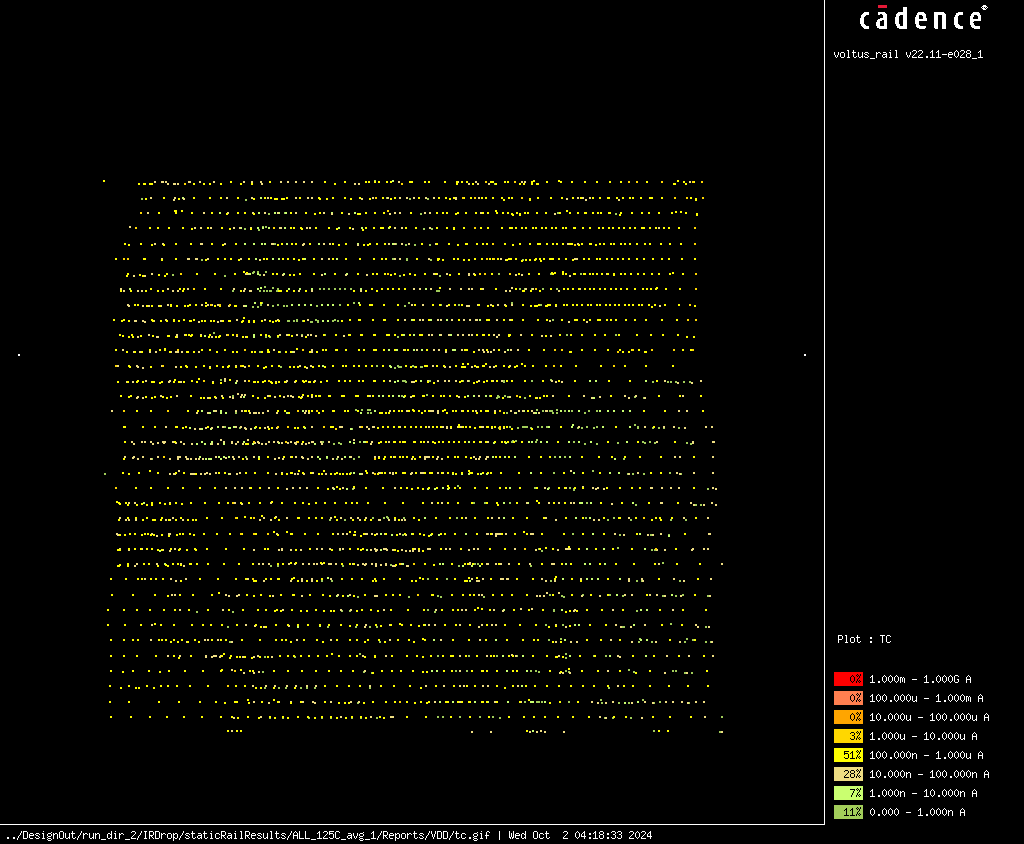 cadence®
voltus_rail v22.11-e028_1
Plot : TC
0% 1.000m - 1.000G A
0% 100.000u - 1.000m A
0% 10.000u - 100.000u A
3% 1.000u - 10.000u A
51% 100.000n - 1.000u A
28% 10.000n - 100.000n A
7% 1.000n - 10.000n A
11% 0.000 - 1.000n A
../DesignOut/run_dir_2/IRDrop/staticRailResults/ALL_125C_avg_1/Reports/VDD/tc.gif | Wed Oct  2 04:18:33 2024